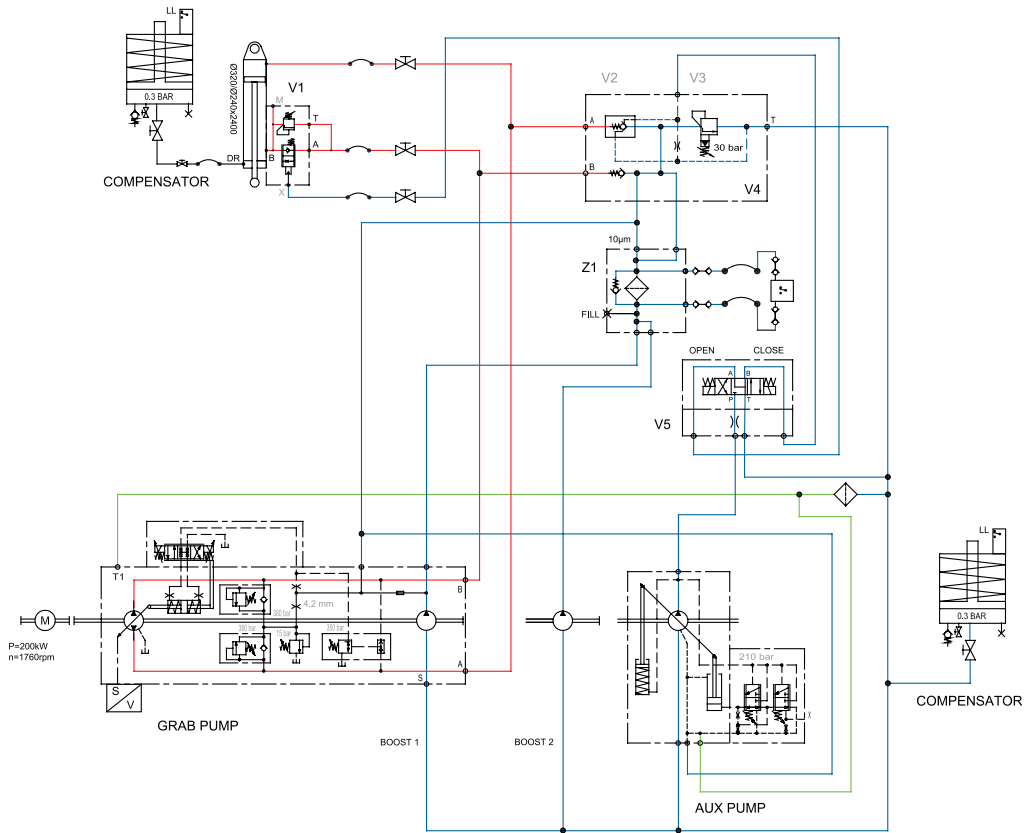 LL
0.3 BAR
COMPENSATOR
Ø320/Ø240x2400
DR
B
V1
M
T
A
X
V2
V3
A
T
30 bar
B
V4
10µm
Z1
FILL
OPEN
CLOSE
A
B
P
T
V5
T1
4.2 mm
B
380 bar
380 bar
15 bar
350 bar
M
P=200kW
n=1760rpm
A
S
S
V
GRAB PUMP
BOOST 1
BOOST 2
210 bar
AUX PUMP
LL
0.3 BAR
COMPENSATOR